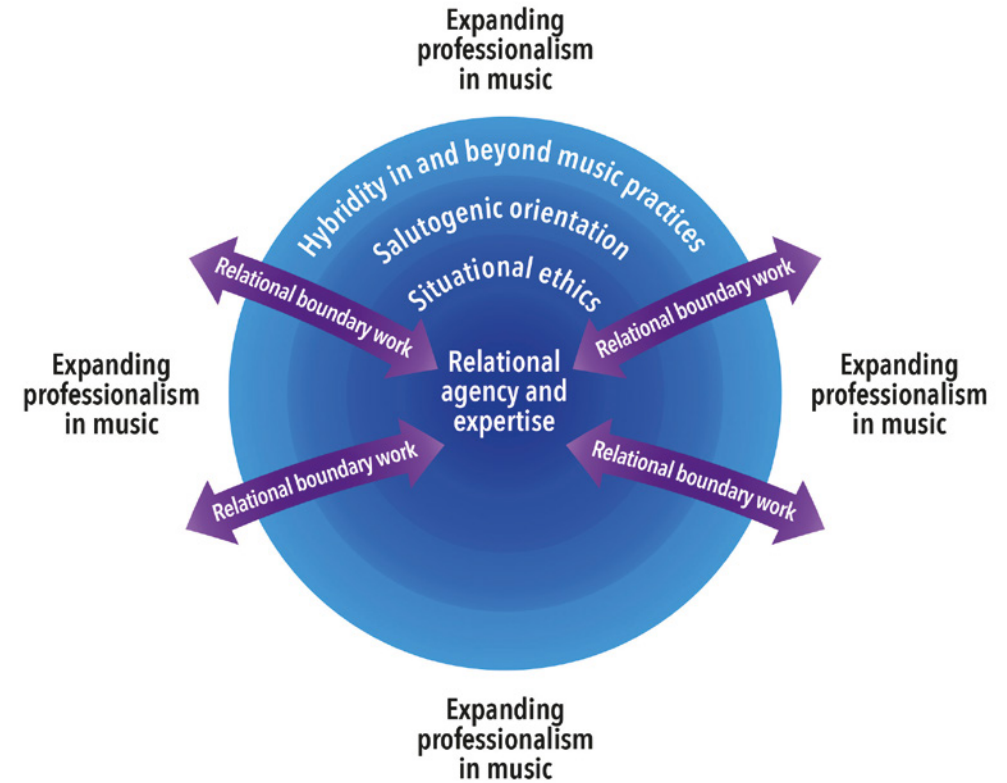 Expanding
professionalism
in music
Hybridity in and beyond music practices
Salutogenic orientation
Situational ethics
Relational boundary work
Relational boundary work
Relational
agency and
expertise
Expanding
professionalism
in music
Expanding
professionalism
in music
Relational boundary work
Relational boundary work
Expanding
professionalism
in music